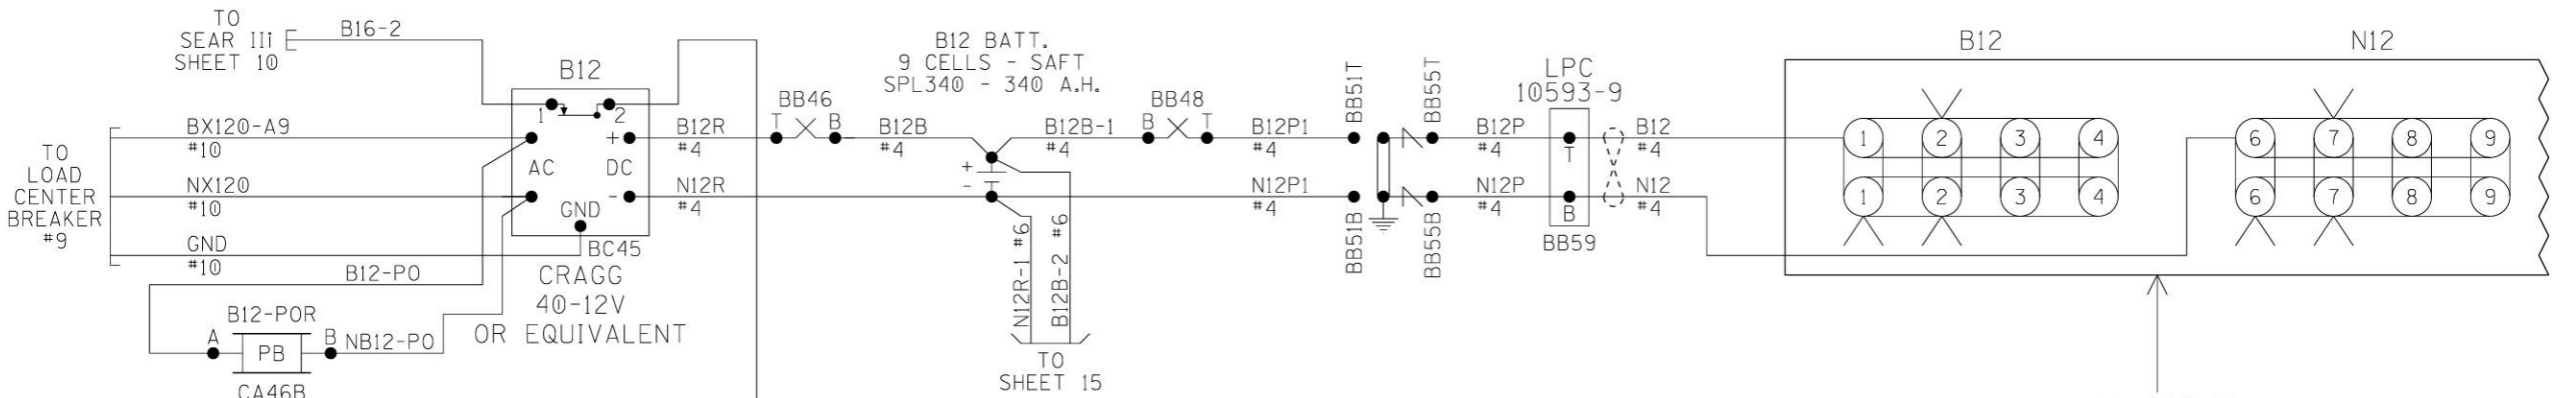 TO
SEAR IIi
SHEET 10
B16-2
B12
1
2
BX120-A9
#10
TO
LOAD
CENTER
BREAKER
#9
NX120
#10
GND
#10
AC
+ DC
-
GND
BC45
CRAGG
40-12V
OR EQUIVALENT
B12-PO
B12-POR
A
PB
B
NB12-PO
CA46B
B12R
#4
N12R
#4
BB46
T
B
B12B
#4
B12 BATT.
9 CELLS - SAFT
SPL340 - 340 A.H.
B12B-1
#4
+
-
N12R-1 #6
B12B-2 #6
TO
SHEET 15
BB48
B
T
B12P1
#4
N12P1
#4
BB51T
BB51B
BB55T
BB55B
B12P
#4
N12P
#4
LPC
10593-9
T
B
BB59
B12
#4
N12
#4
B12
N12
1 2 3 4
1 2 3 4
6 7 8 9
6 7 8 9